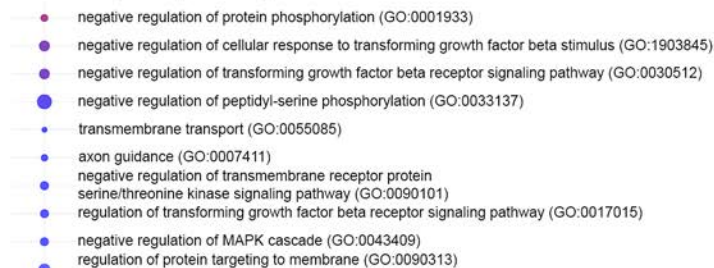 negative regulation of protein phosphorylation (GO:0001933)
negative regulation of cellular response to transforming growth factor beta stimulus (GO:1903845)
negative regulation of transforming growth factor beta receptor signaling pathway (GO:0030512)
negative regulation of peptidyl-serine phosphorylation (GO:0033137)
transmembrane transport (GO:0055085)
axon guidance (GO:0007411)
negative regulation of transmembrane receptor protein
serine/threonine kinase signaling pathway (GO:0090101)
regulation of transforming growth factor beta receptor signaling pathway (GO:0017015)
negative regulation of MAPK cascade (GO:0043409)
regulation of protein targeting to membrane (GO:0090313)